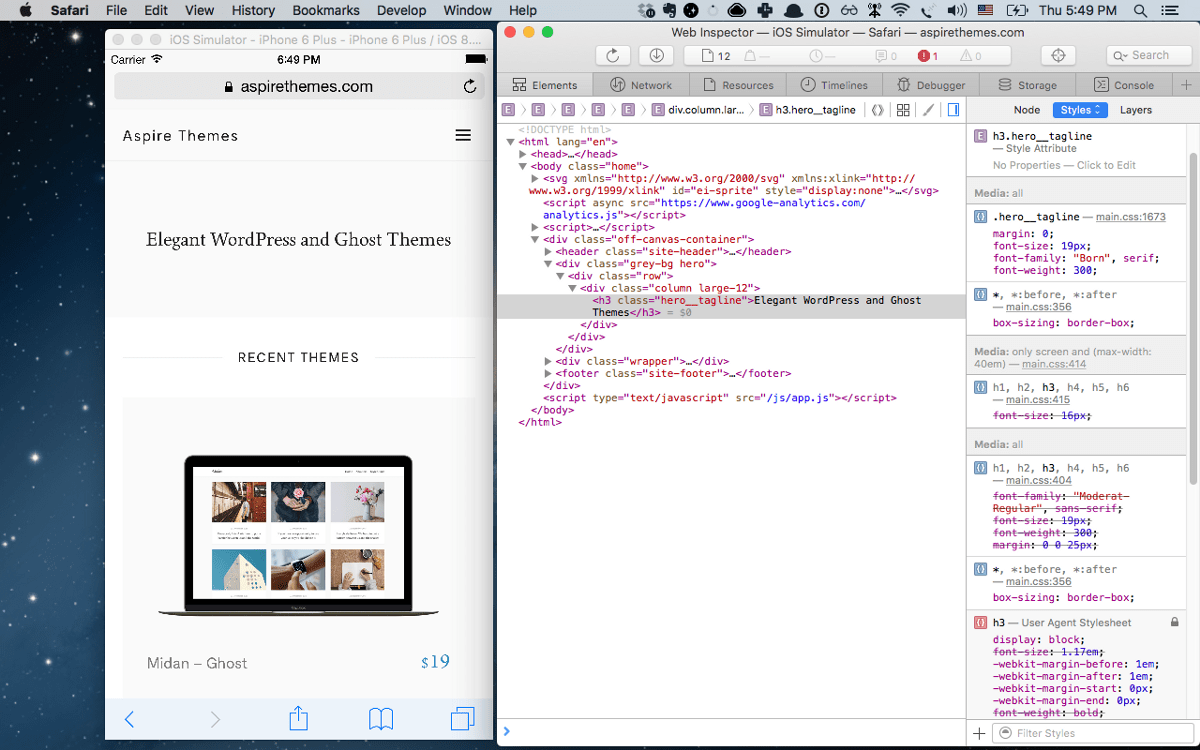 Safari File Edit View History Bookmarks Develop Window Help
Thu 5:49 PM
iOS Simulator - iPhone 6 Plus - iPhone 6 Plus / iOS 8....
Carrier 6:49 PM
aspirethemes.com
Aspire Themes
Elegant WordPress and Ghost Themes
RECENT THEMES
Midan – Ghost $19
Web Inspector — iOS Simulator — Safari — aspirethemes.com
12 — — 0 1 0 Search
Elements Network Resources Timelines Debugger Storage Console +
E E E E E E div.column.lar... E h3.hero__tagline Node Styles Layers
<!DOCTYPE html>
<html lang="en">
<head>…</head>
<body class="home">
<svg xmlns="http://www.w3.org/2000/svg" xmlns:xlink="http://
www.w3.org/1999/xlink" id="ei-sprite" style="display:none">…</svg>
<script async src="https://www.google-analytics.com/
analytics.js"></script>
<script>…</script>
<div class="off-canvas-container">
<header class="site-header">…</header>
<div class="grey-bg hero">
<div class="row">
<div class="column large-12">
<h3 class="hero__tagline">Elegant WordPress and Ghost
Themes</h3> = $0
</div>
</div>
</div>
<div class="wrapper">…</div>
<footer class="site-footer">…</footer>
</div>
<script type="text/javascript" src="/js/app.js"></script>
</body>
</html>
E h3.hero__tagline
— Style Attribute
No Properties — Click to Edit
Media: all
.hero__tagline — main.css:1673
margin: 0;
font-size: 19px;
font-family: "Born", serif;
font-weight: 300;
*, *:before, *:after
— main.css:356
box-sizing: border-box;
Media: only screen and (max-width:
40em) — main.css:414
h1, h2, h3, h4, h5, h6
— main.css:415
font-size: 16px;
Media: all
h1, h2, h3, h4, h5, h6
— main.css:404
font-family: "Moderat-
Regular", sans-serif;
font-size: 19px;
font-weight: 300;
margin: 0 0 25px;
*, *:before, *:after
— main.css:356
box-sizing: border-box;
h3 — User Agent Stylesheet
display: block;
font-size: 1.17em;
-webkit-margin-before: 1em;
-webkit-margin-after: 1em;
-webkit-margin-start: 0px;
-webkit-margin-end: 0px;
font-weight: bold;
+ Filter Styles